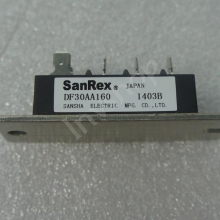 SanRex® JAPAN
DF30AA160 1403B
SANSHA ELECTRIC MFG CO.,LTD